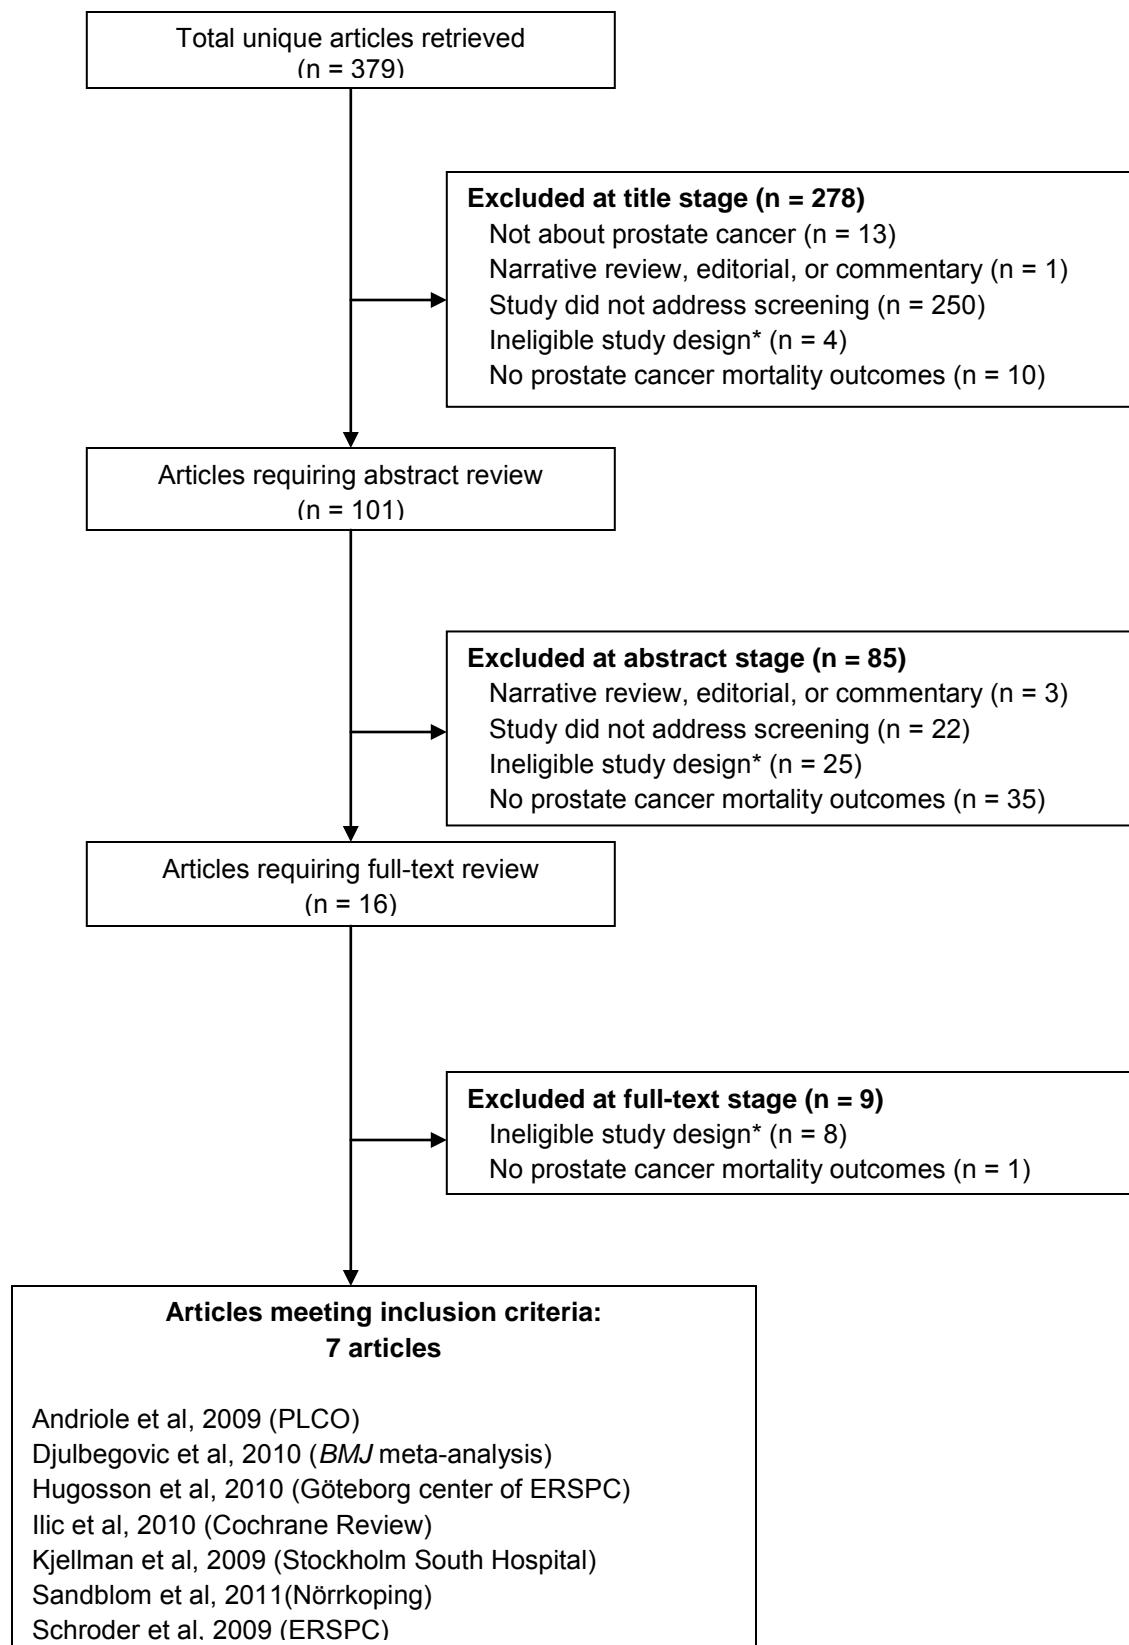 Total unique articles retrieved
(n = 379)
Excluded at title stage (n = 278)
Not about prostate cancer (n = 13)
Narrative review, editorial, or commentary (n = 1)
Study did not address screening (n = 250)
Ineligible study design* (n = 4)
No prostate cancer mortality outcomes (n = 10)
Articles requiring abstract review
(n = 101)
Excluded at abstract stage (n = 85)
Narrative review, editorial, or commentary (n = 3)
Study did not address screening (n = 22)
Ineligible study design* (n = 25)
No prostate cancer mortality outcomes (n = 35)
Articles requiring full-text review
(n = 16)
Excluded at full-text stage (n = 9)
Ineligible study design* (n = 8)
No prostate cancer mortality outcomes (n = 1)
Articles meeting inclusion criteria:
7 articles
Andriole et al, 2009 (PLCO)
Djulbegovic et al, 2010 (BMJ meta-analysis)
Hugosson et al, 2010 (Göteborg center of ERSPC)
Ilic et al, 2010 (Cochrane Review)
Kjellman et al, 2009 (Stockholm South Hospital)
Sandblom et al, 2011(Nörrkoping)
Schroder et al, 2009 (ERSPC)